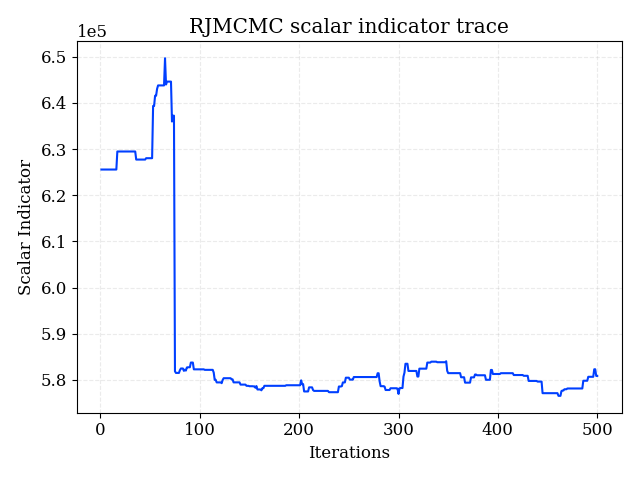 RJMCMC scalar indicator trace
1e5
6.5
6.4
6.3
6.2
6.1
6.0
5.9
5.8
Scalar Indicator
0 100 200 300 400 500
Iterations